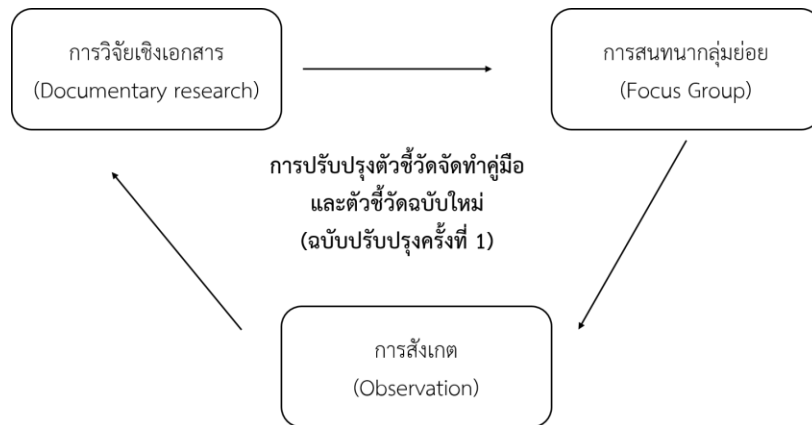 การวิจัยเชิงเอกสาร
(Documentary research)
การสนทนากลุ่มย่อย
(Focus Group)
การปรับปรุงตัวชี้วัดจัดทำคู่มือ
และตัวชี้วัดฉบับใหม่
(ฉบับปรับปรุงครั้งที่ 1)
การสังเกต
(Observation)